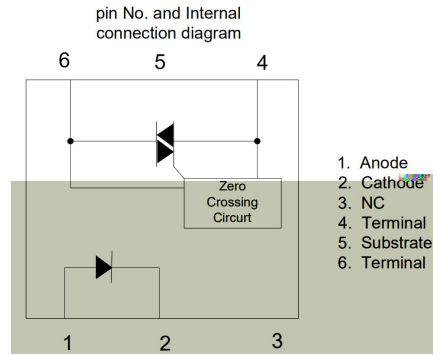 pin No. and Internal
connection diagram
6 5 4
Zero
Crossing
Circurt
1 2 3
1. Anode
2. Cathode
3. NC
4. Terminal
5. Substrate
6. Terminal